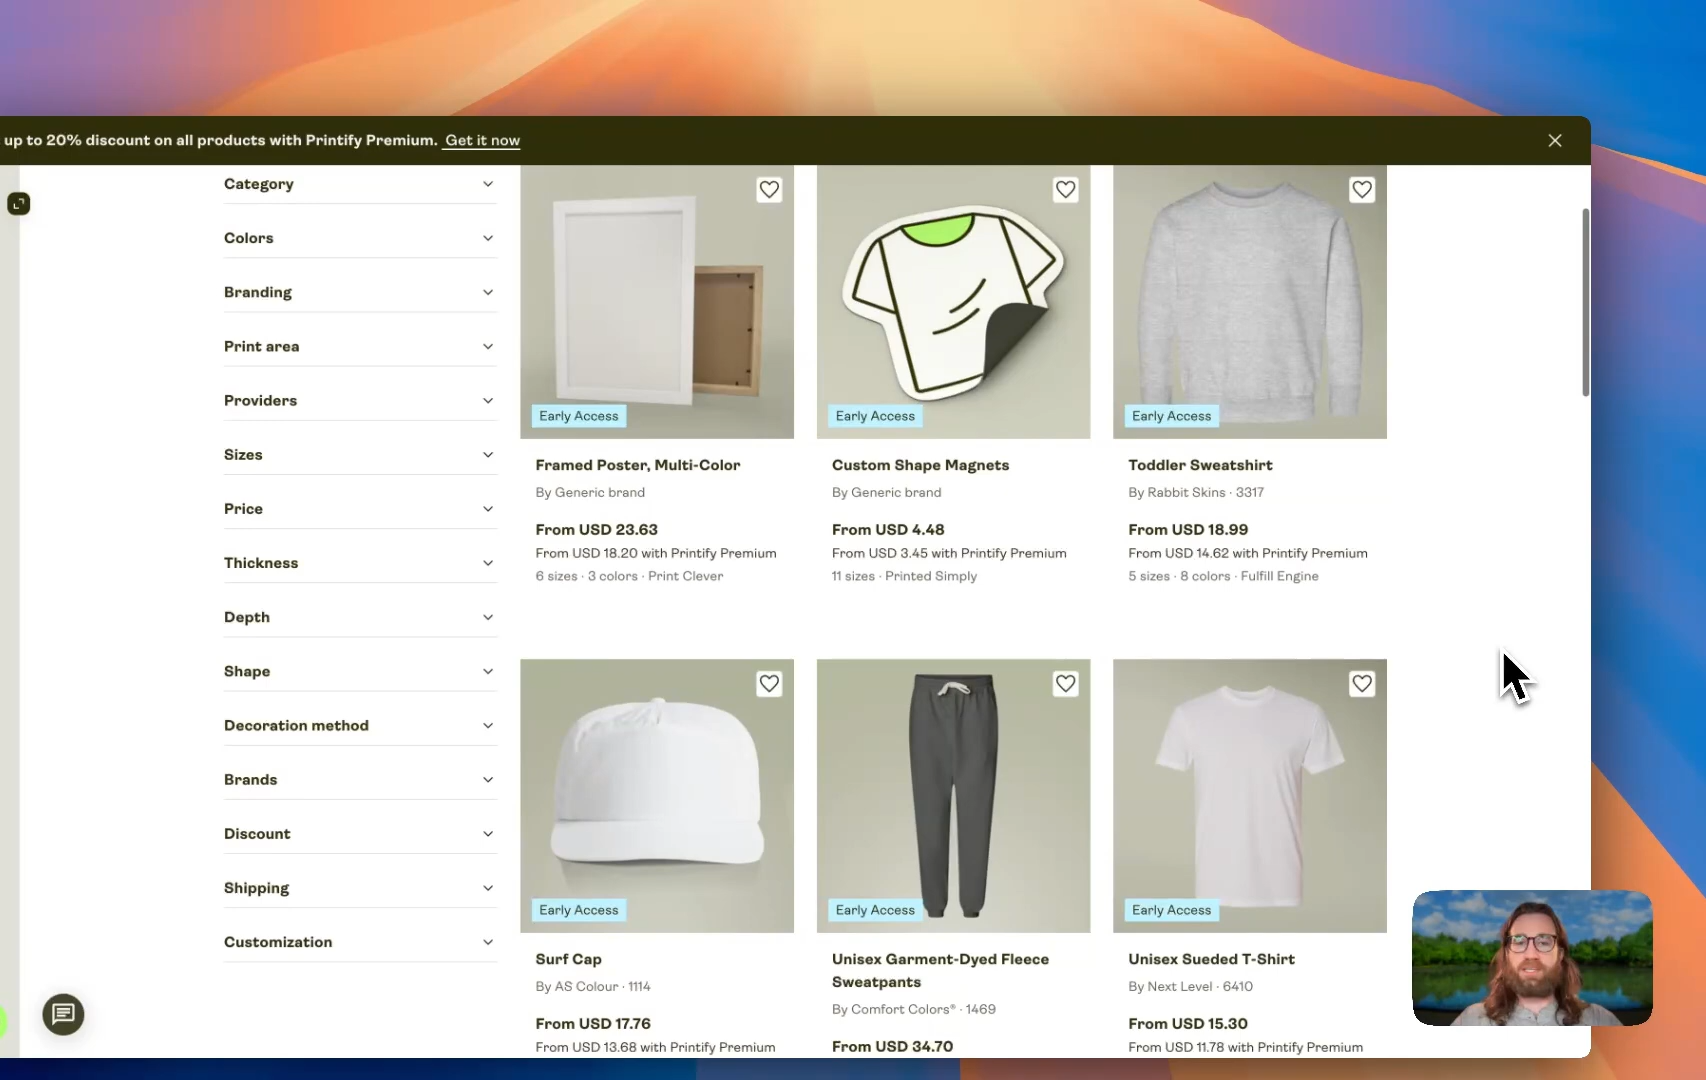 up to 20% discount on all products with Printify Premium. Get it now
Category
Colors
Branding
Print area
Providers
Sizes
Price
Thickness
Depth
Shape
Decoration method
Brands
Discount
Shipping
Customization
Early Access
Framed Poster, Multi-Color
By Generic brand
From USD 23.63
From USD 18.20 with Printify Premium
6 sizes · 3 colors · Print Clever
Early Access
Custom Shape Magnets
By Generic brand
From USD 4.48
From USD 3.45 with Printify Premium
11 sizes · Printed Simply
Early Access
Toddler Sweatshirt
By Rabbit Skins · 3317
From USD 18.99
From USD 14.62 with Printify Premium
5 sizes · 8 colors · Fulfill Engine
Early Access
Surf Cap
By AS Colour · 1114
From USD 17.76
From USD 13.68 with Printify Premium
Early Access
Unisex Garment-Dyed Fleece
Sweatpants
By Comfort Colors® · 1469
From USD 34.70
Early Access
Unisex Sueded T-Shirt
By Next Level · 6410
From USD 15.30
From USD 11.78 with Printify Premium